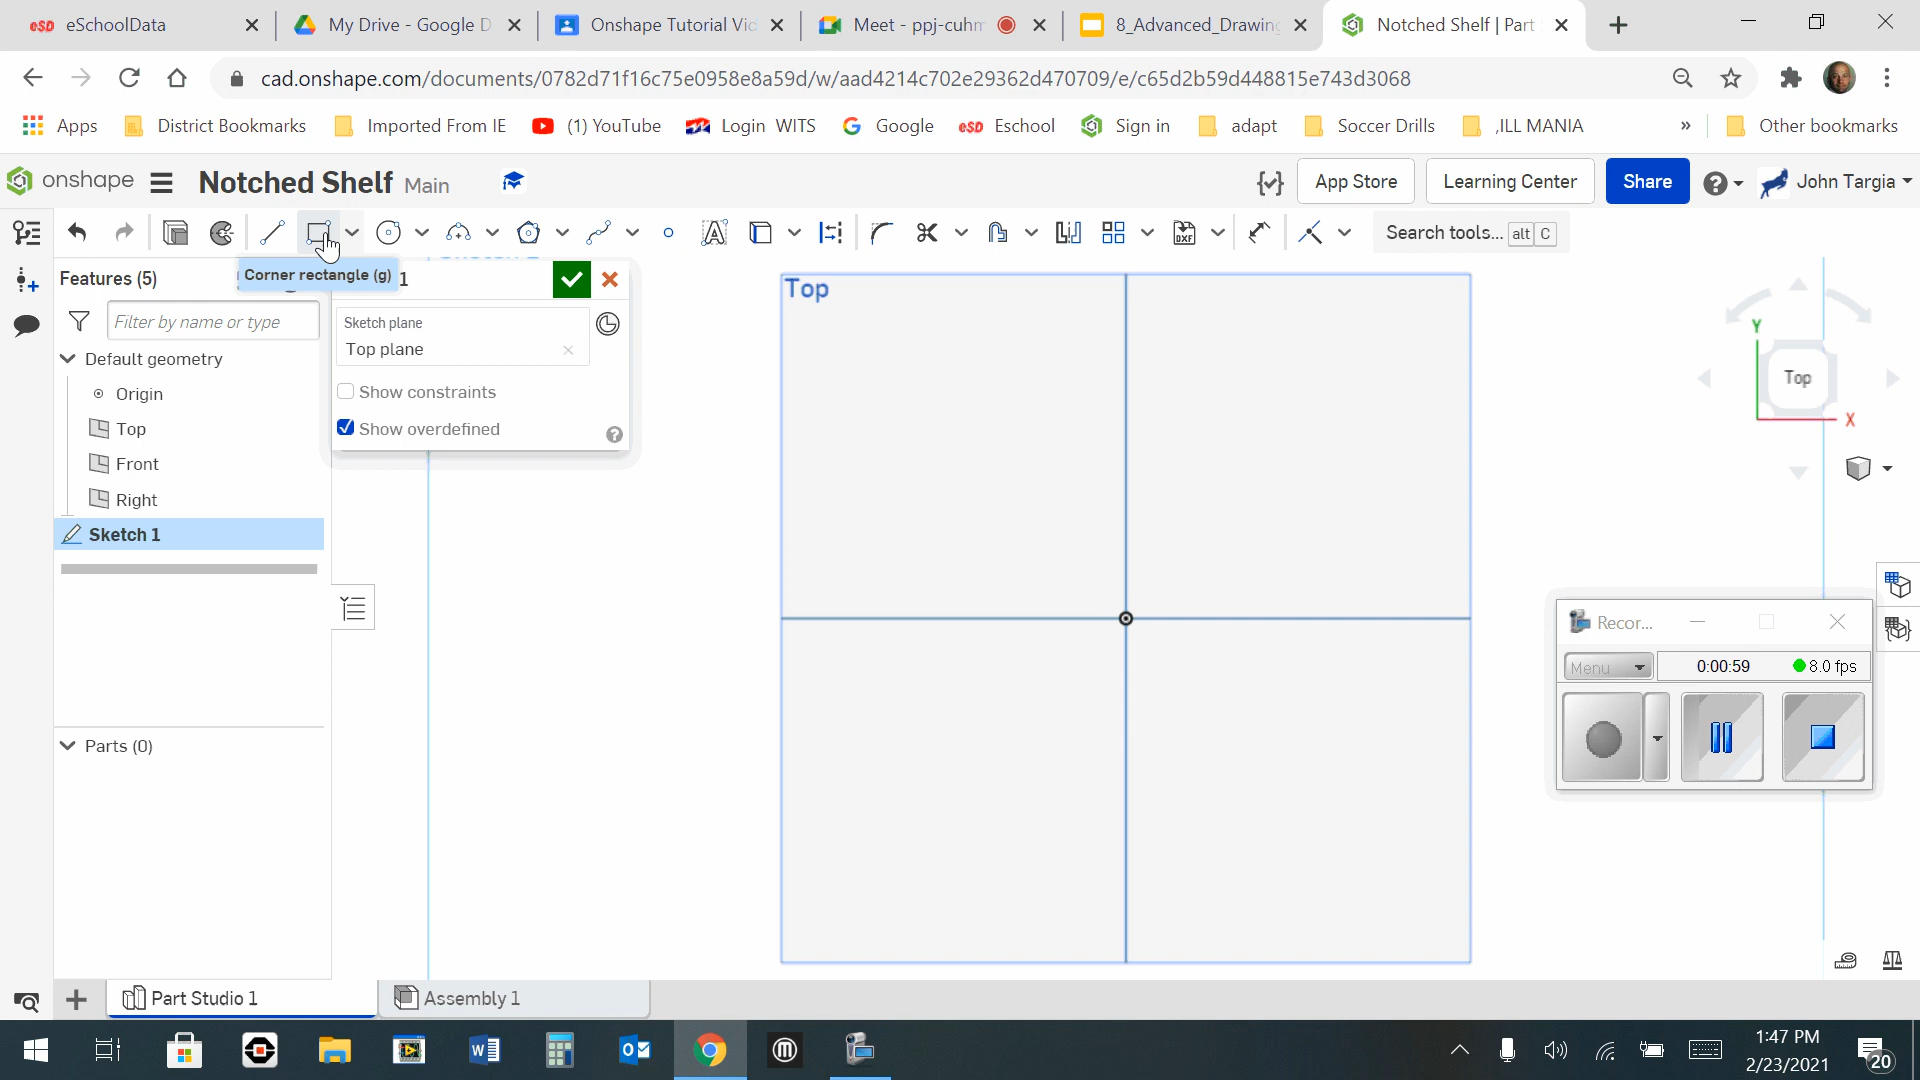 eSchoolData
My Drive - Google D
Onshape Tutorial Vid
Meet - ppj-cuhm
8_Advanced_Drawing
Notched Shelf | Part
cad.onshape.com/documents/0782d71f16c75e0958e8a59d/w/aad4214c702e29362d470709/e/c65d2b59d448815e743d3068
Apps
District Bookmarks
Imported From IE
(1) YouTube
Login WITS
Google
Eschool
Sign in
adapt
Soccer Drills
,ILL MANIA
»
Other bookmarks
onshape
Notched Shelf Main
App Store
Learning Center
Share
John Targia
Search tools... alt C
Features (5)
Corner rectangle (g)
1
Filter by name or type
Sketch plane
Top plane
Show constraints
Show overdefined
Default geometry
Origin
Top
Front
Right
Sketch 1
Parts (0)
Top
Y
Top
X
Recor...
Menu
0:00:59
8.0 fps
Part Studio 1
Assembly 1
1:47 PM
2/23/2021
20